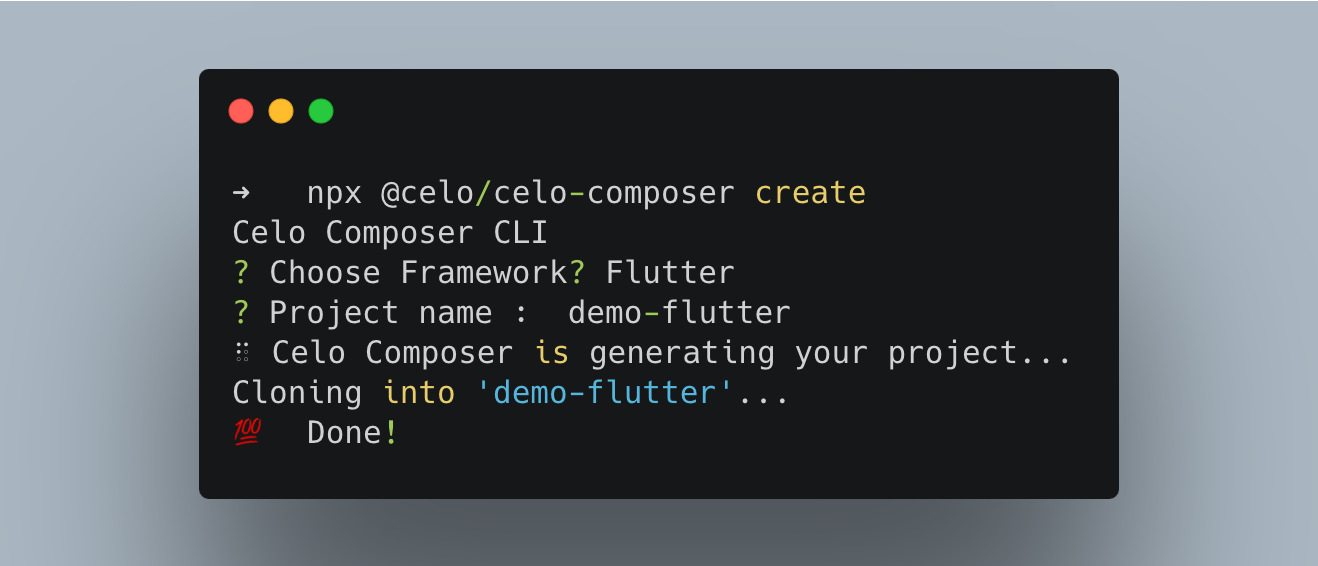 ➜   npx @celo/celo-composer create
Celo Composer CLI
? Choose Framework? Flutter
? Project name :  demo-flutter
⠟ Celo Composer is generating your project...
Cloning into 'demo-flutter'...
💯  Done!